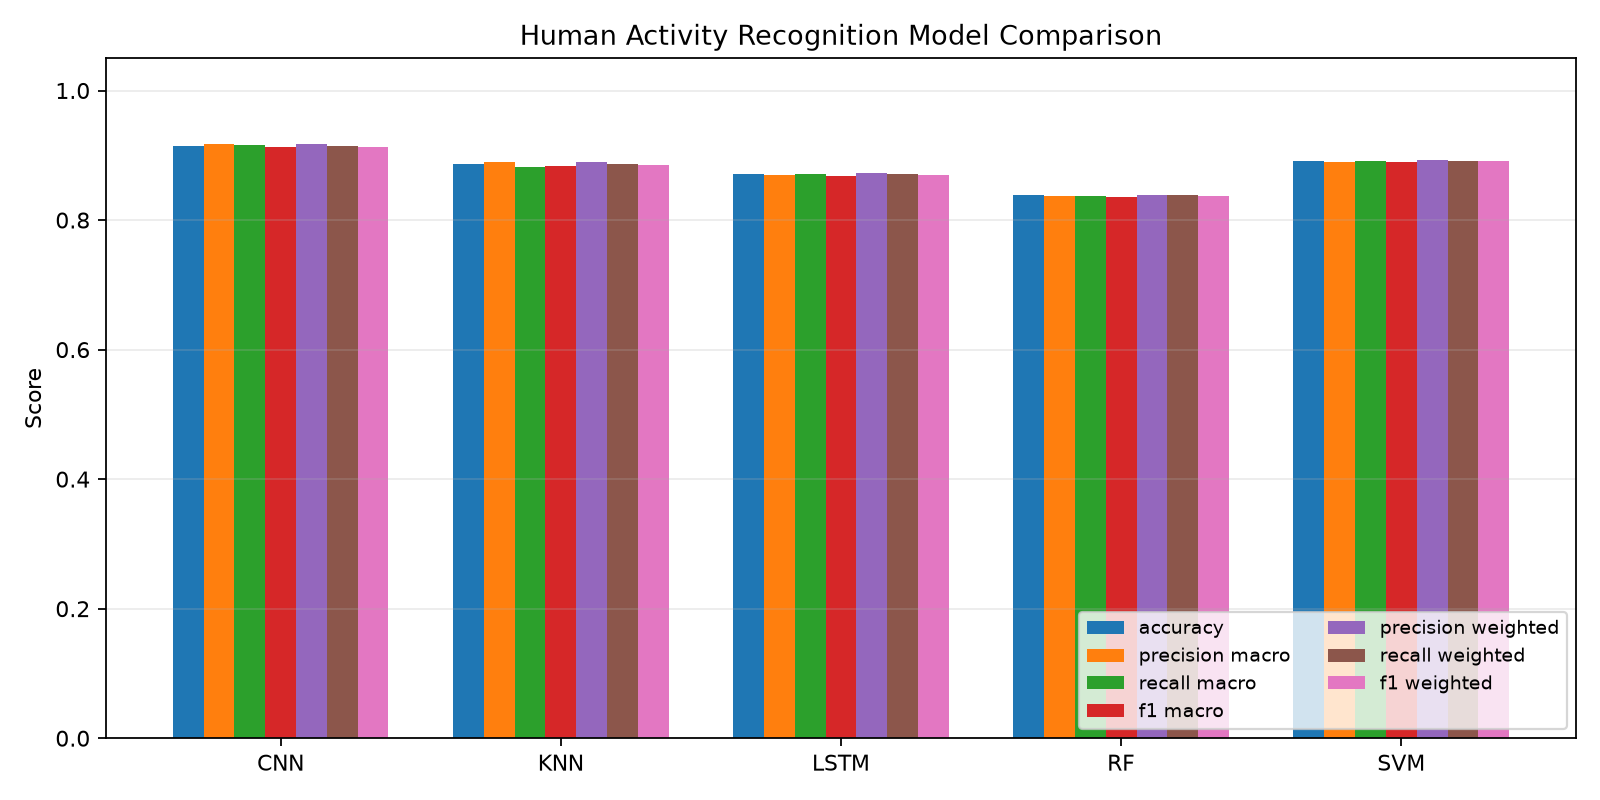 Human Activity Recognition Model Comparison
Score
1.0
0.8
0.6
0.4
0.2
0.0
CNN
KNN
LSTM
RF
SVM
accuracy
precision macro
recall macro
f1 macro
precision weighted
recall weighted
f1 weighted